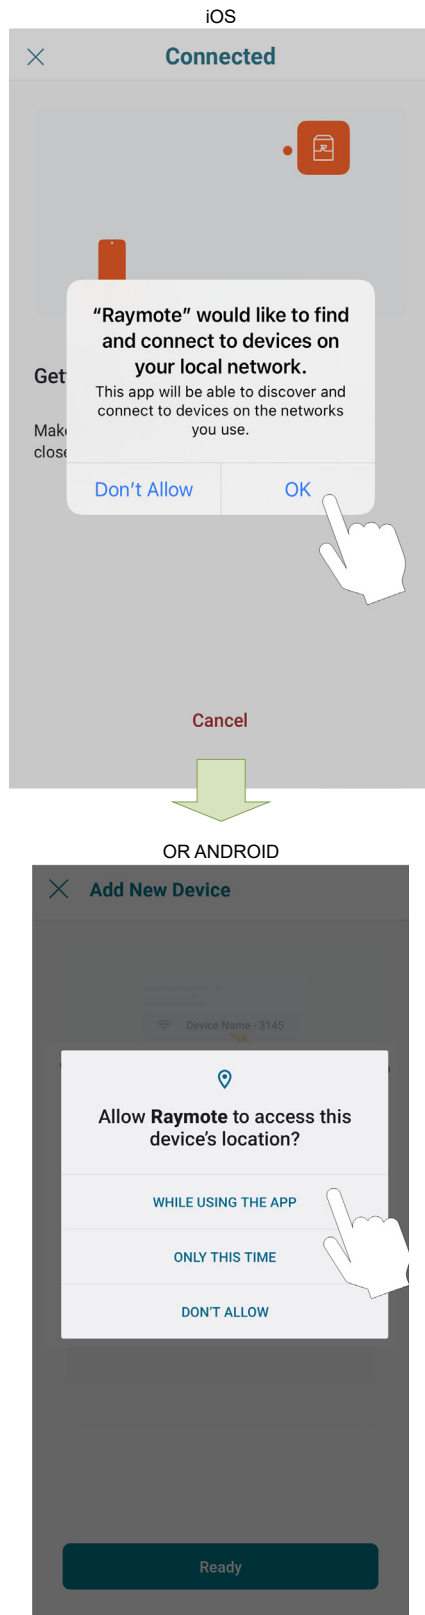 iOS
Connected
“Raymote” would like to find
and connect to devices on
your local network.
This app will be able to discover and
connect to devices on the networks
you use.
Get
Mak
close
Don’t Allow
OK
Cancel
OR ANDROID
Add New Device
Device Name - 3145
Allow Raymote to access this
device’s location?
WHILE USING THE APP
ONLY THIS TIME
DON’T ALLOW
Ready